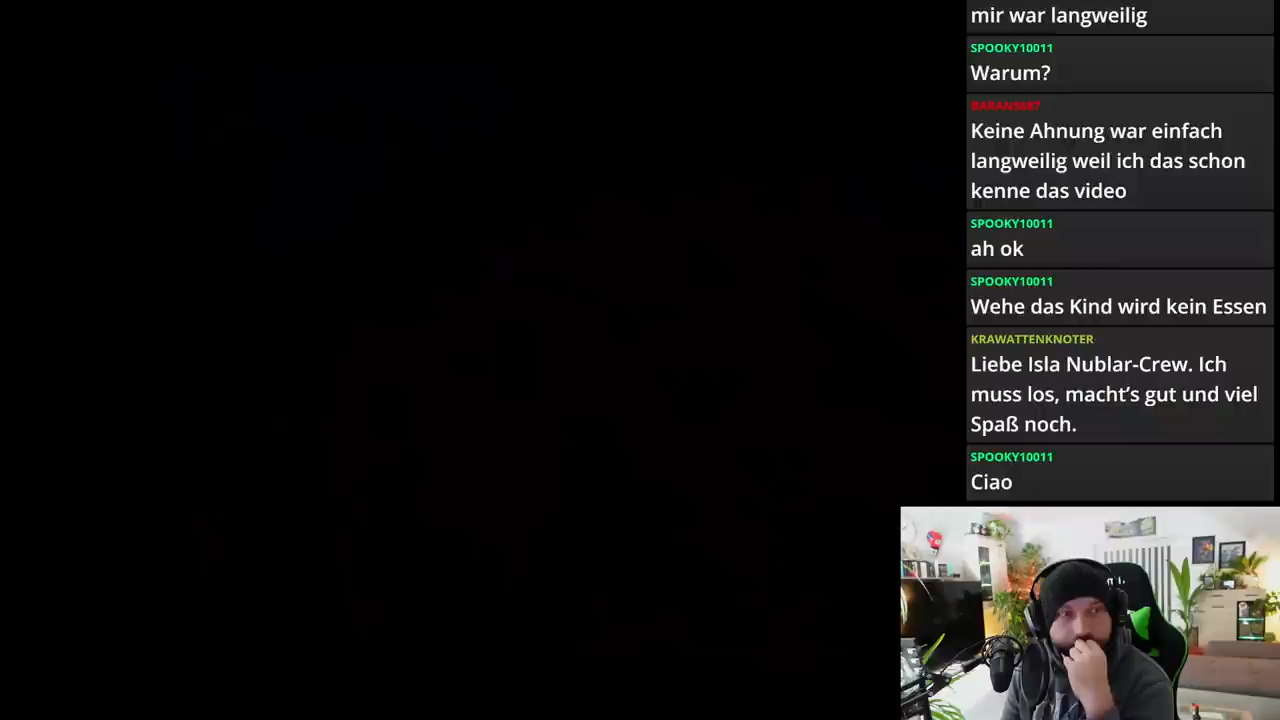 mir war langweilig
SPOOKY10011
Warum?
BARAN5687
Keine Ahnung war einfach
langweilig weil ich das schon
kenne das video
SPOOKY10011
ah ok
SPOOKY10011
Wehe das Kind wird kein Essen
KRAWATTENKNOTER
Liebe Isla Nublar-Crew. Ich
muss los, macht’s gut und viel
Spaß noch.
SPOOKY10011
Ciao